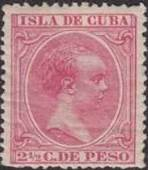 ISLA DE CUBA
2½ C. DE PESO